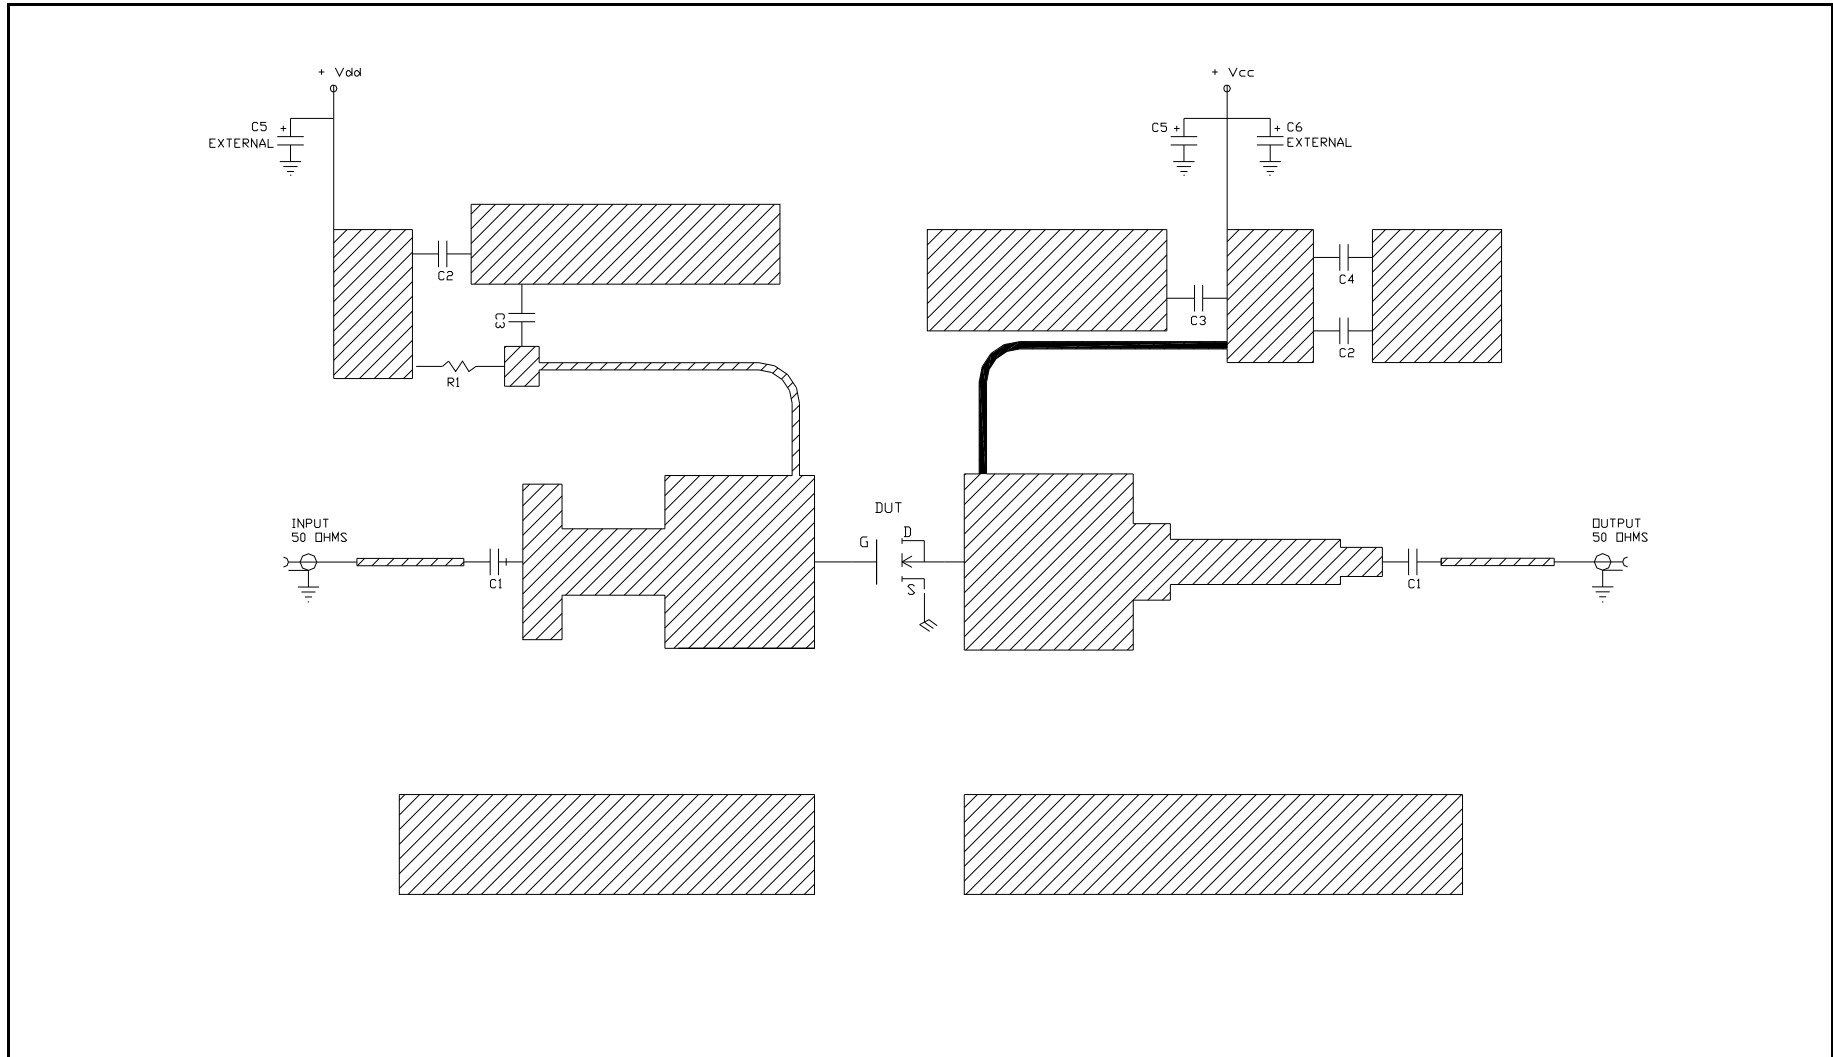 + Vdd
+ Vcc
C5 +
EXTERNAL
C5 +
+ C6
EXTERNAL
C2
C3
R1
C3
C4
C2
DUT
G
D
S
INPUT
50 OHMS
C1
OUTPUT
50 OHMS
C1